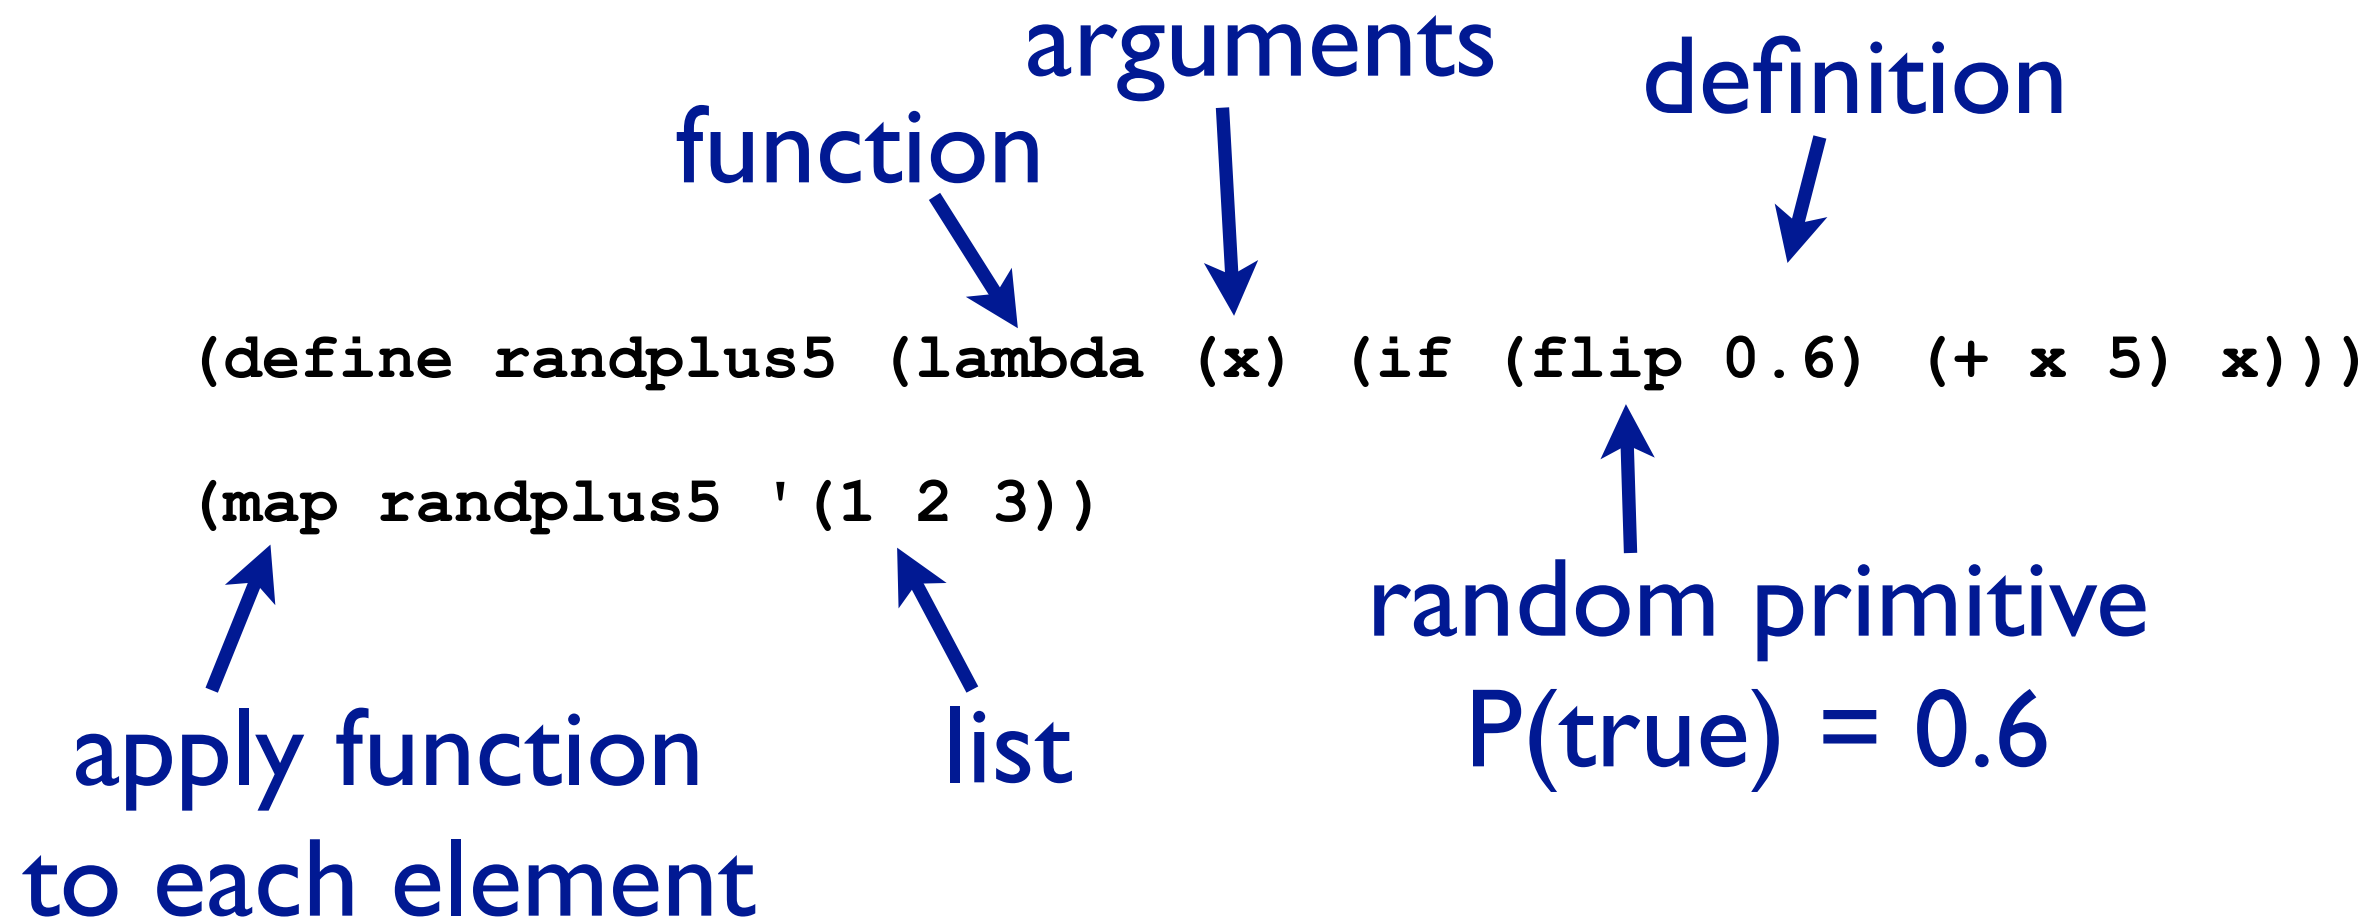 arguments
definition
function
(define randplus5 (lambda (x) (if (flip 0.6) (+ x 5) x)))
(map randplus5 '(1 2 3))
random primitive
P(true) = 0.6
apply function
to each element
list